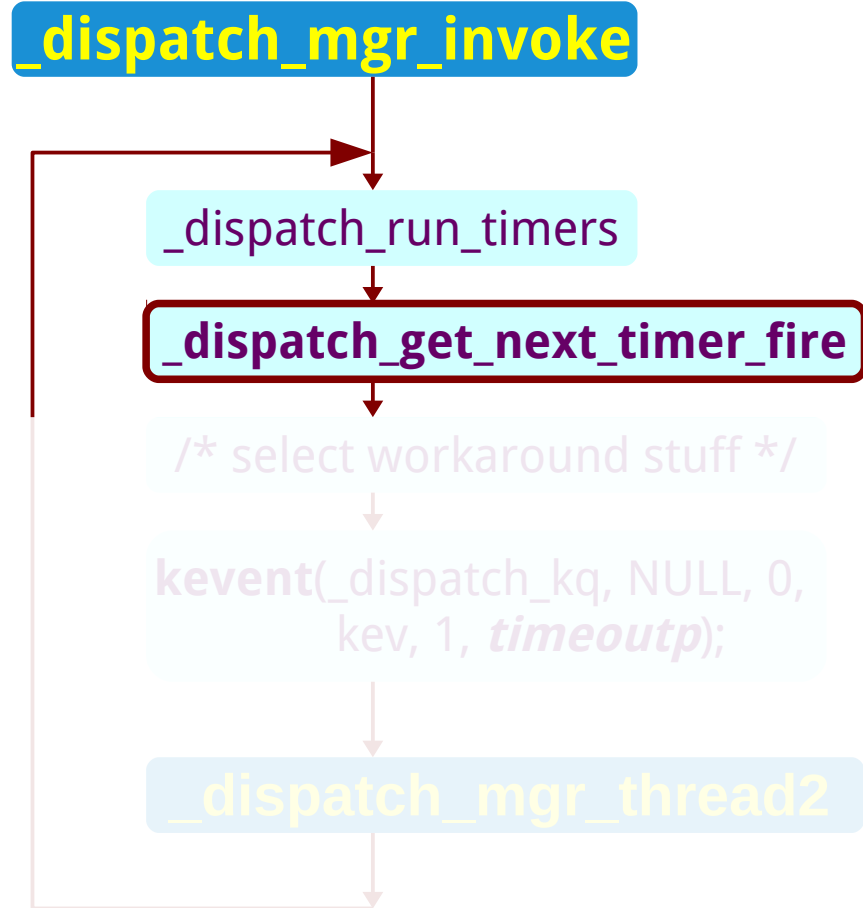 _dispatch_mgr_invoke
_dispatch_run_timers
_dispatch_get_next_timer_fire
/* select workaround stuff */
kevent(_dispatch_kq, NULL, 0,
kev, 1, timeoutp);
_dispatch_mgr_thread2